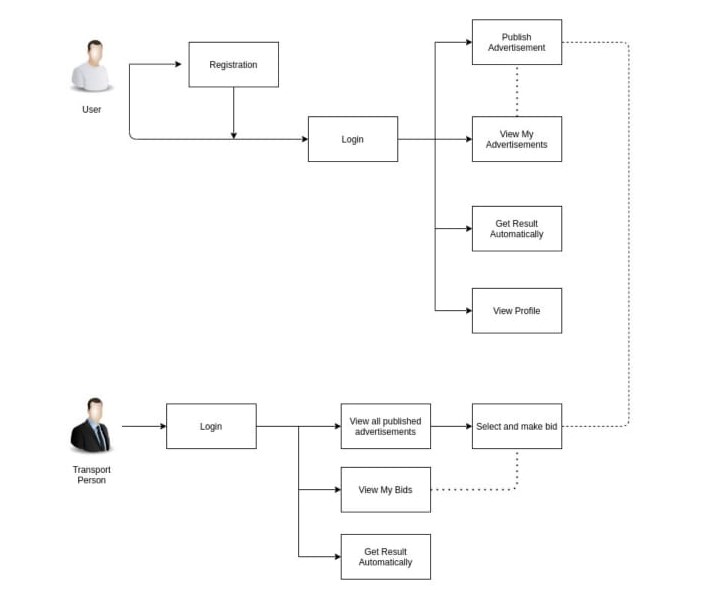 Publish
Advertisement
Registration
User
Login
View My
Advertisements
Get Result
Automatically
View Profile
Login
View all published
advertisements
Select and make bid
Transport
Person
View My Bids
Get Result
Automatically